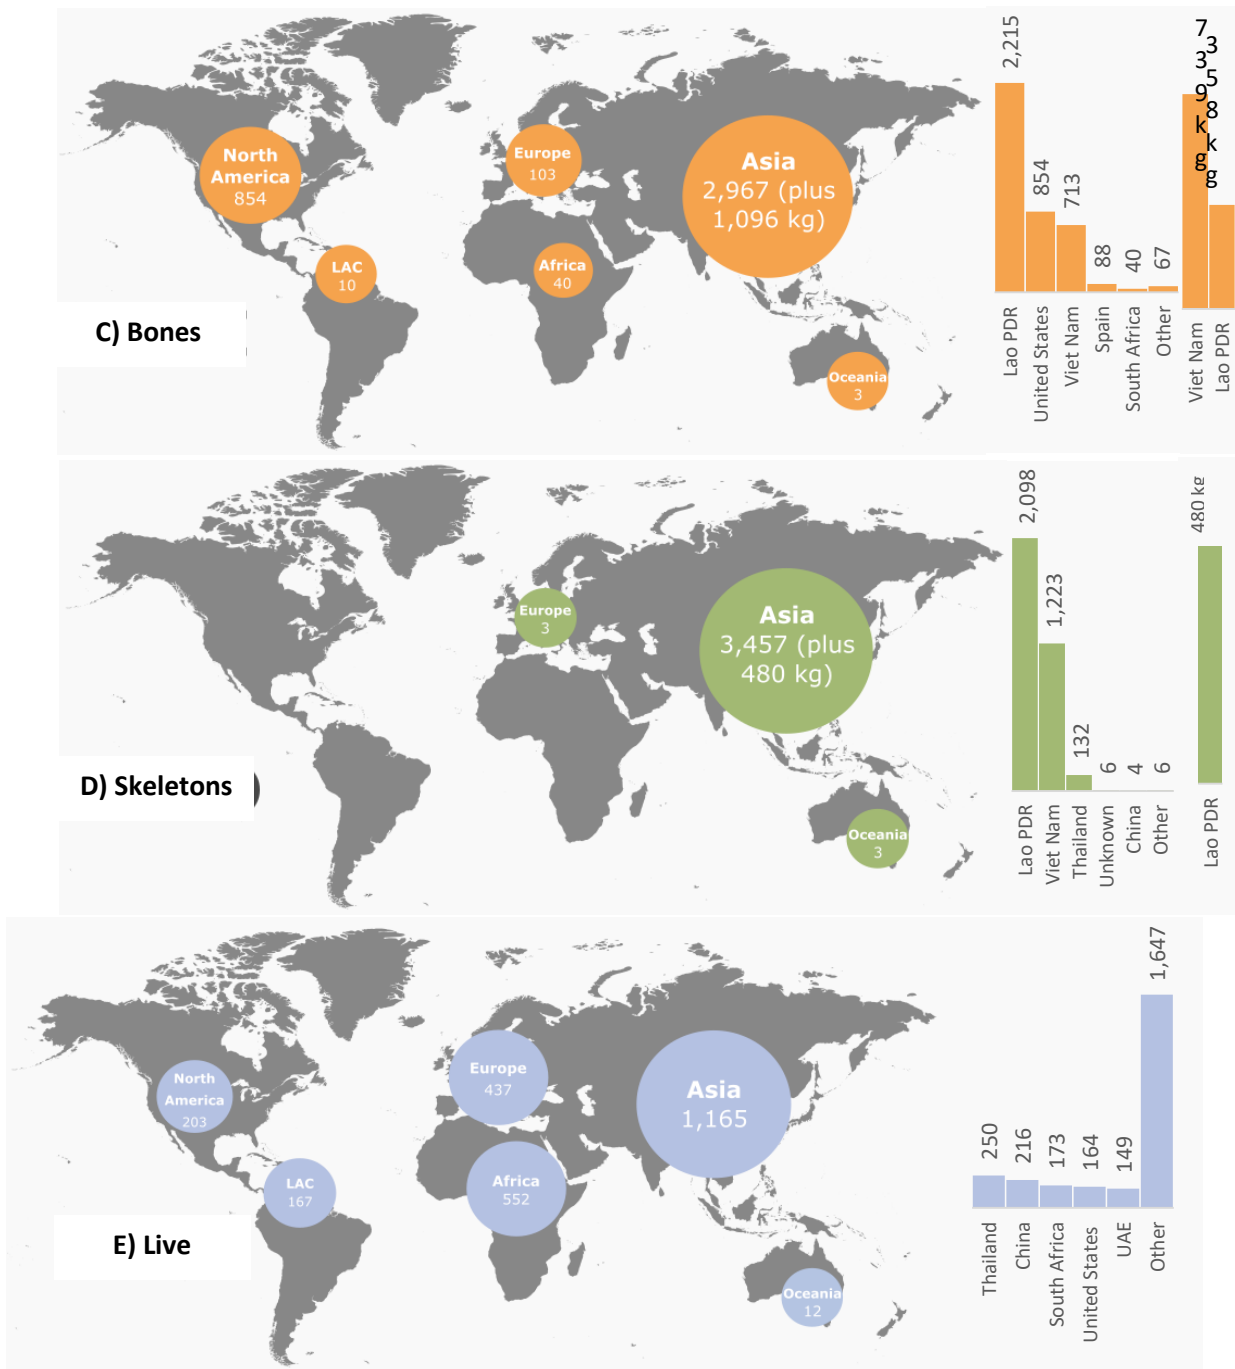 North
America
854
LAC
10
Europe
103
Africa
40
Asia
2,967 (plus
1,096 kg)
Oceania
3
C) Bones
2,215
854
713
88
40
67
Lao PDR
United States
Viet Nam
Spain
South Africa
Other
739kg
358kg
Viet Nam
Lao PDR
Europe
3
Asia
3,457 (plus
480 kg)
Oceania
3
D) Skeletons
2,098
1,223
132
6
4
6
Lao PDR
Viet Nam
Thailand
Unknown
China
Other
480 kg
Lao PDR
North
America
203
LAC
167
Europe
437
Africa
552
Asia
1,165
Oceania
12
E) Live
250
216
173
164
149
1,647
Thailand
China
South Africa
United States
UAE
Other